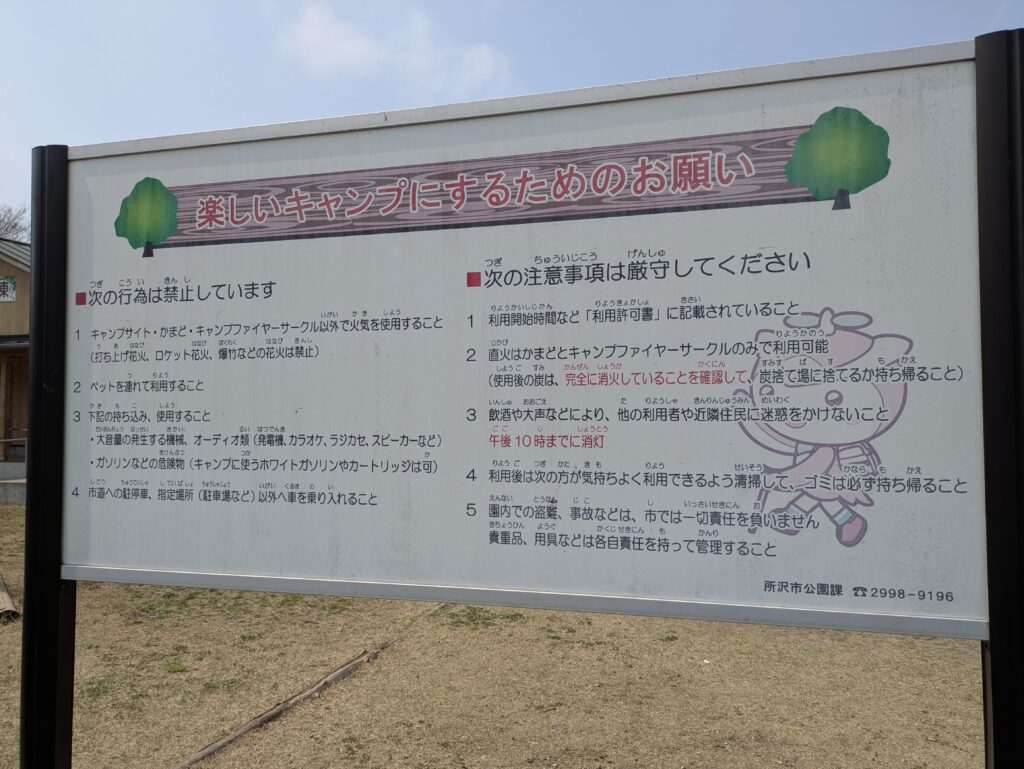 楽しいキャンプにするためのお願い
■次の行為は禁止しています
1 キャンプサイト・かまど・キャンプファイヤーサークル以外で火気を使用すること
(打ち上げ花火、ロケット花火、爆竹などの花火は禁止)
2 ペットを連れて利用すること
3 下記の持ち込み、使用すること
・大音量の発生する機械、オーディオ類(発電機、カラオケ、ラジカセ、スピーカーなど)
・ガソリンなどの危険物(キャンプに使うホワイトガソリンやカートリッジは可)
4 市道への駐停車、指定場所(駐車場など)以外へ車を乗り入れること
■次の注意事項は厳守してください
1 利用開始時間など「利用許可書」に記載されていること
2 直火はかまどとキャンプファイヤーサークルのみで利用可能
(使用後の炭は、完全に消火していることを確認して、炭捨て場に捨てるか持ち帰ること)
3 飲酒や大声などにより、他の利用者や近隣住民に迷惑をかけないこと
午後10時までに消灯
4 利用後は次の方が気持ちよく利用できるよう清掃して、ゴミは必ず持ち帰ること
5 園内での盗難、事故などは、市では一切責任を負いません
貴重品、用具などは各自責任を持って管理すること
所沢市公園課 ☎2998-9196
東